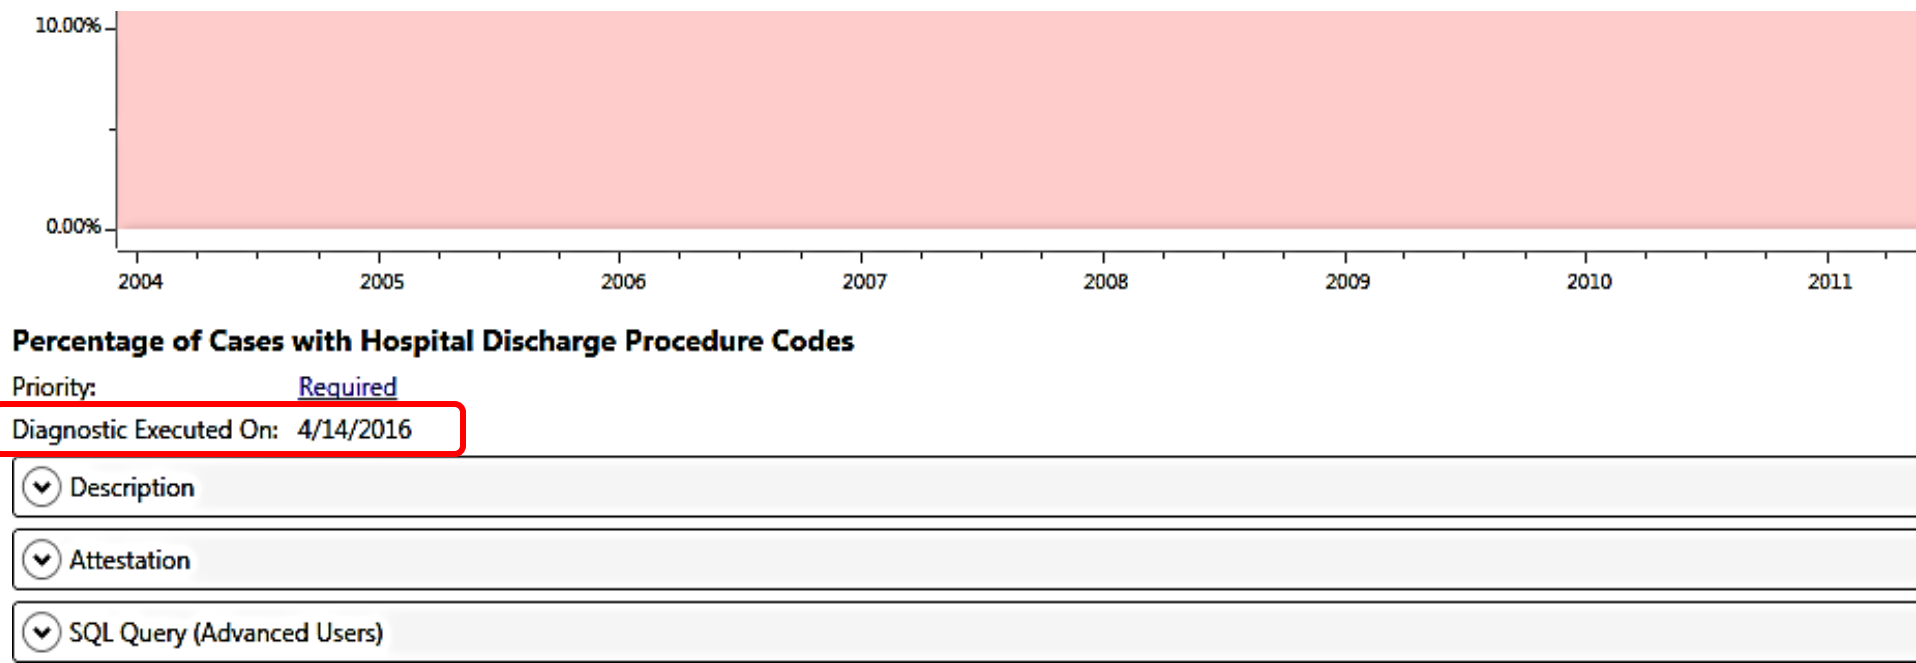 10.00%
0.00%
2004 2005 2006 2007 2008 2009 2010 2011
Percentage of Cases with Hospital Discharge Procedure Codes
Priority: Required
Diagnostic Executed On: 4/14/2016
Description
Attestation
SQL Query (Advanced Users)